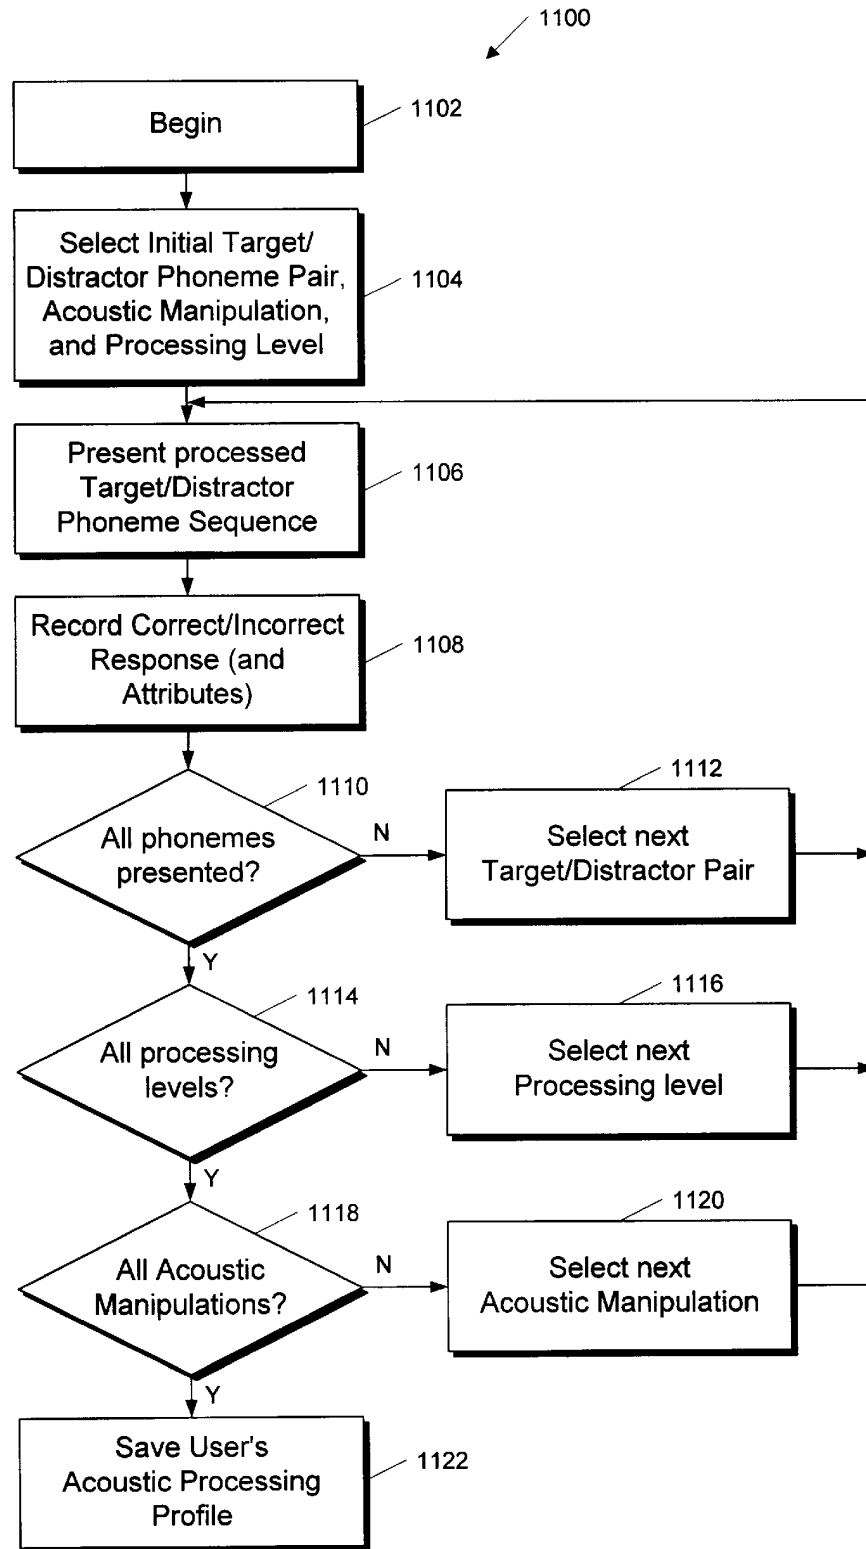 1100
Begin
1102
Select Initial Target/
Distractor Phoneme Pair,
Acoustic Manipulation,
and Processing Level
1104
Present processed
Target/Distractor
Phoneme Sequence
1106
Record Correct/Incorrect
Response (and
Attributes)
1108
1110
All phonemes
presented?
N
Y
1112
Select next
Target/Distractor Pair
1114
All processing
levels?
N
Y
1116
Select next
Processing level
1118
All Acoustic
Manipulations?
N
Y
1120
Select next
Acoustic Manipulation
Save User's
Acoustic Processing
Profile
1122